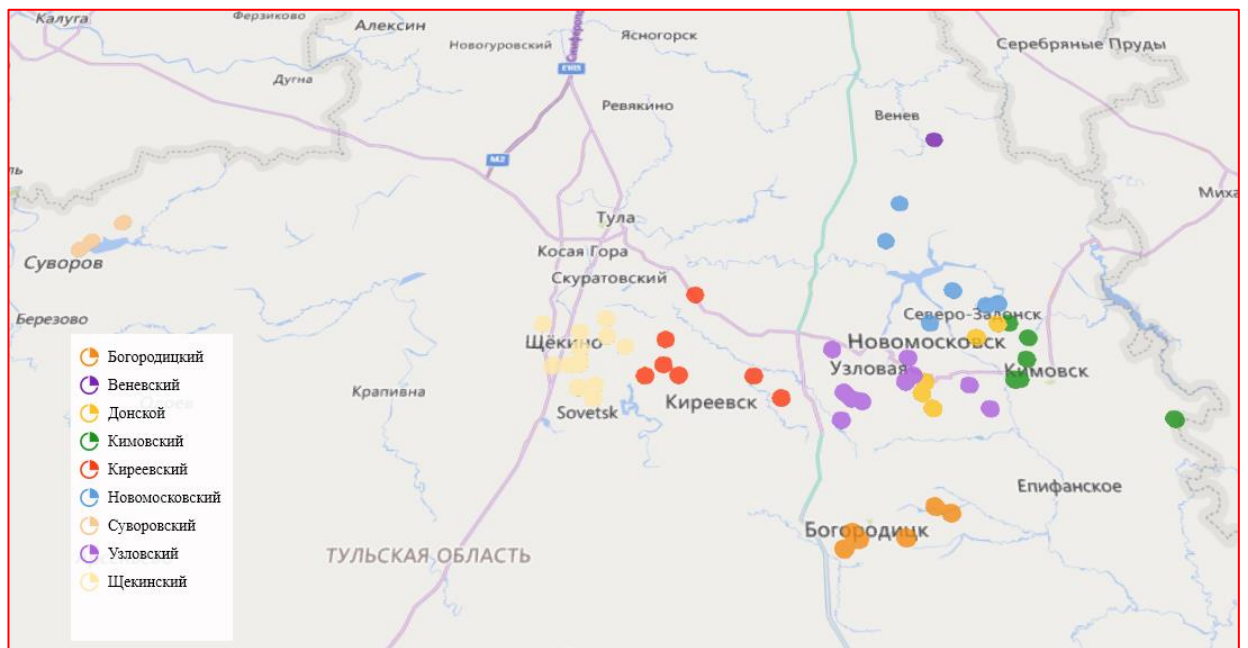 Калуга
Ферзиково
Алексин
Новогуровский
Симферополь
Ясногорск
Серебряные Пруды
Дугна
E105
Ревякино
Венев
M2
Миха
Тула
Косая Гора
Скуратовский
Суворов
Березово
Северо-Задонск
Щёкино
Новомосковск
Узловая
Кимовск
Крапивна
Sovetsk
Киреевск
Епифанское
Богородицк
ТУЛЬСКАЯ ОБЛАСТЬ
Богородицкий
Веневский
Донской
Кимовский
Киреевский
Новомосковский
Суворовский
Узловский
Щекинский